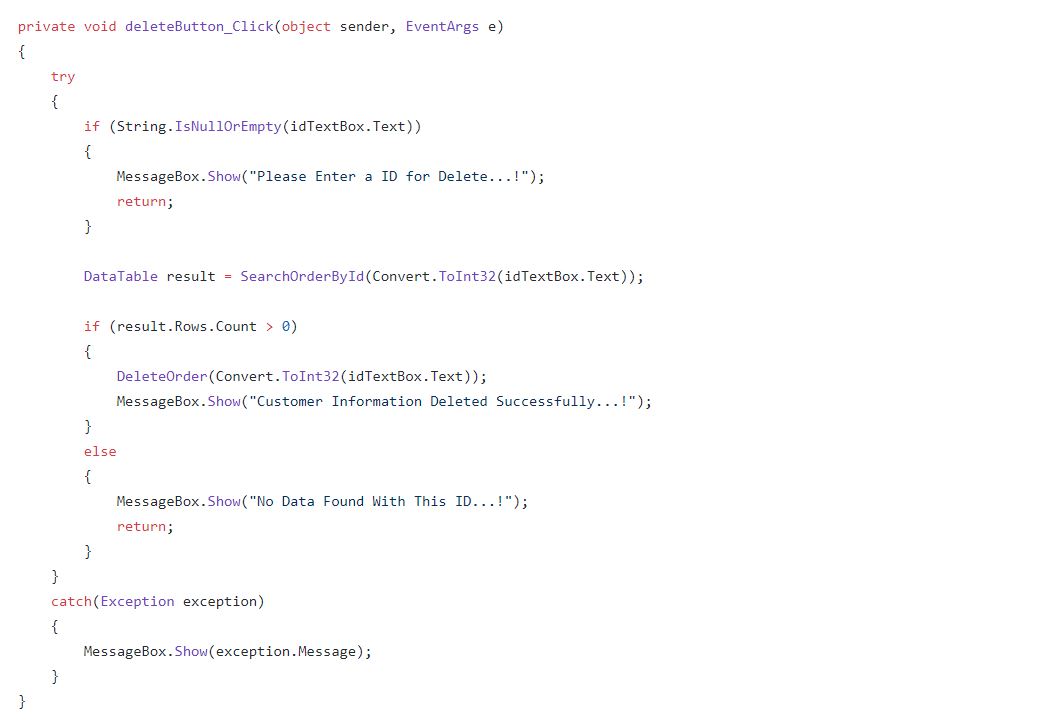 private void deleteButton_Click(object sender, EventArgs e)
{
    try
    {
        if (String.IsNullOrEmpty(idTextBox.Text))
        {
            MessageBox.Show("Please Enter a ID for Delete...!");
            return;
        }

        DataTable result = SearchOrderById(Convert.ToInt32(idTextBox.Text));

        if (result.Rows.Count > 0)
        {
            DeleteOrder(Convert.ToInt32(idTextBox.Text));
            MessageBox.Show("Customer Information Deleted Successfully...!");
        }
        else
        {
            MessageBox.Show("No Data Found With This ID...!");
            return;
        }
    }
    catch(Exception exception)
    {
        MessageBox.Show(exception.Message);
    }
}